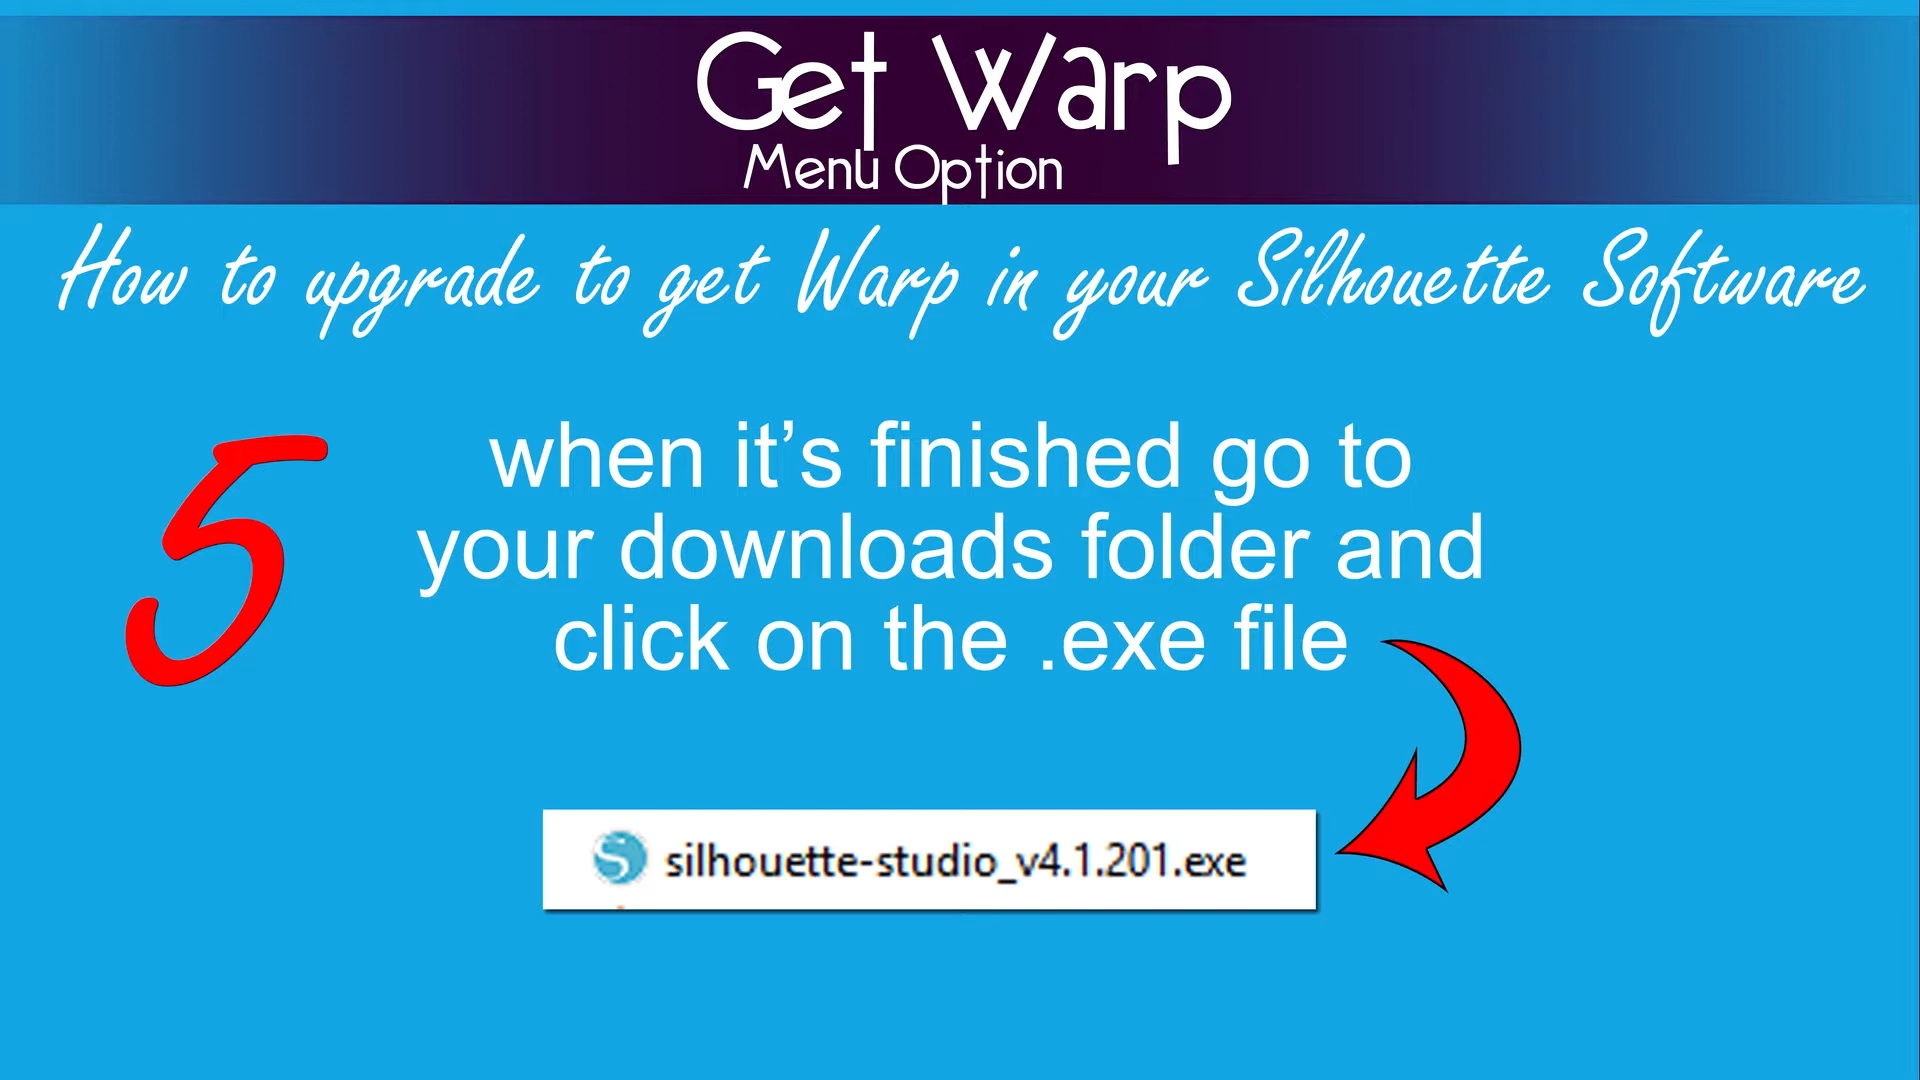 Get Warp
Menu Option
How to upgrade to get Warp in your Silhouette Software
5
when it’s finished go to
your downloads folder and
click on the .exe file
silhouette-studio_v4.1.201.exe